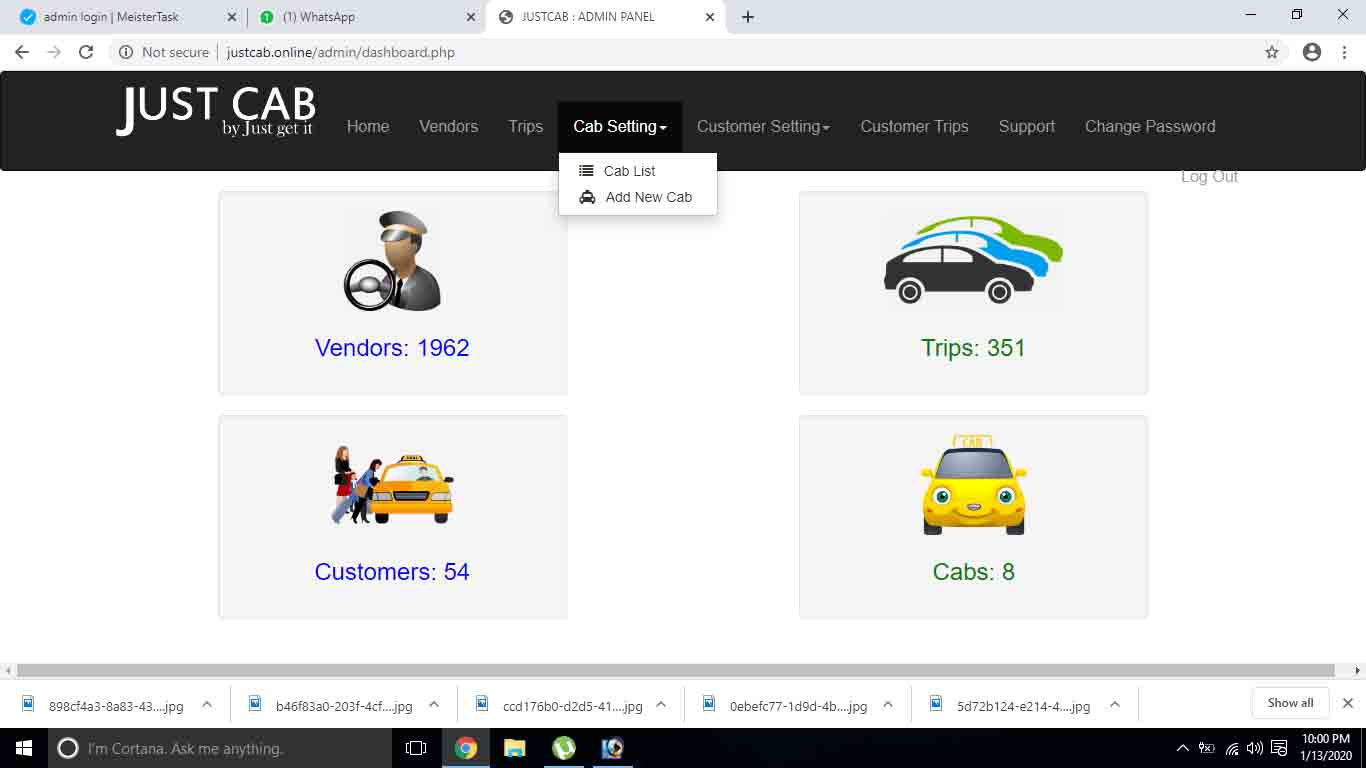 admin login | MeisterTask
(1) WhatsApp
JUSTCAB : ADMIN PANEL
Not secure
justcab.online/admin/dashboard.php
JUST CAB
by Just get it
Home
Vendors
Trips
Cab Setting
Customer Setting
Customer Trips
Support
Change Password
Log Out
Cab List
Add New Cab
Vendors: 1962
Trips: 351
TAXI
CAB
Customers: 54
Cabs: 8
898cf4a3-8a83-43....jpg
b46f83a0-203f-4cf....jpg
ccd176b0-d2d5-41....jpg
0ebefc77-1d9d-4b....jpg
5d72b124-e214-4....jpg
Show all
I'm Cortana. Ask me anything.
10:00 PM
1/13/2020